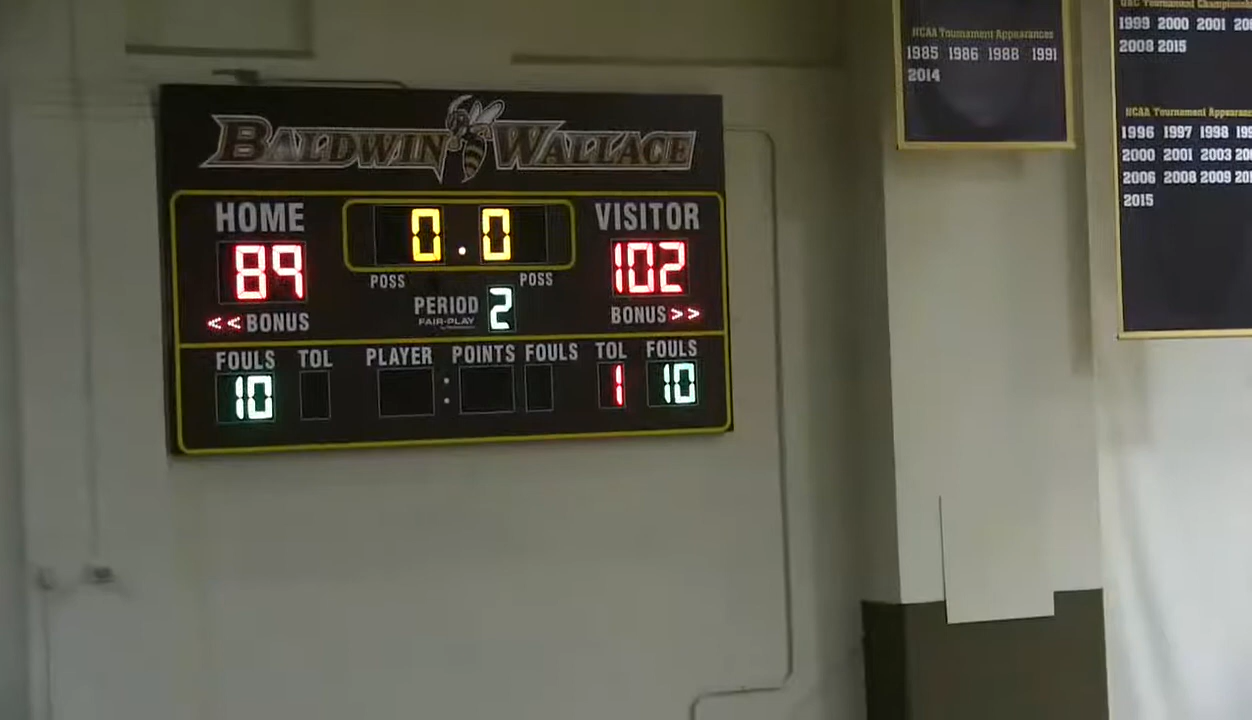 BALDWIN WALLACE
HOME
0.0
VISITOR
89
102
POSS
POSS
PERIOD 2
FAIR-PLAY
<< BONUS
BONUS >>
FOULS TOL PLAYER POINTS FOULS TOL FOULS
10 : 1 10
NCAA Tournament Appearances
1985 1986 1988 1991
2014
Tournament
1999 2000 2001
2008 2015
NCAA Tournament
1996 1997 1998
2000 2001 2003
2006 2008 2009
2015